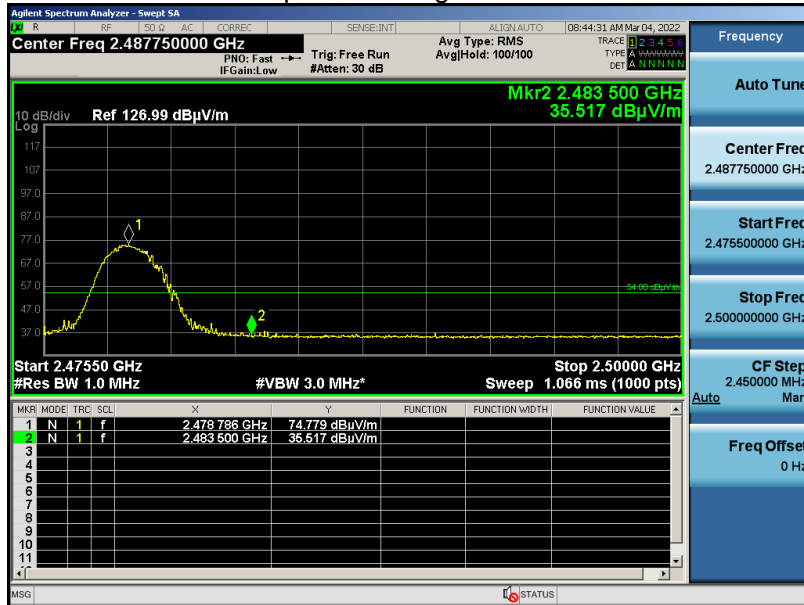 Agilent Spectrum Analyzer - Swept SA
LXI R RF 50 Ω AC CORREC SENSE:INT ALIGN AUTO 08:44:31 AM Mar 04, 2022
Center Freq 2.487750000 GHz
PNO: Fast
IFGain:Low
Trig: Free Run
#Atten: 30 dB
Avg Type: RMS
Avg|Hold: 100/100
TRACE 1 2 3 4 5 6
TYPE A
DET A N N N N N
Mkr2 2.483 500 GHz
35.517 dBµV/m
10 dB/div Ref 126.99 dBµV/m
Log
117
107
97.0
87.0
77.0
67.0
57.0
47.0
37.0
1
2
54.00 dBµV/m
Start 2.47550 GHz Stop 2.50000 GHz
#Res BW 1.0 MHz #VBW 3.0 MHz* Sweep 1.066 ms (1000 pts)
MKR MODE TRC SCL X Y FUNCTION FUNCTION WIDTH FUNCTION VALUE
1 N 1 f 2.478 786 GHz 74.779 dBµV/m
2 N 1 f 2.483 500 GHz 35.517 dBµV/m
3
4
5
6
7
8
9
10
11
MSG STATUS
Frequency
Auto Tune
Center Freq
2.487750000 GHz
Start Freq
2.475500000 GHz
Stop Freq
2.500000000 GHz
CF Step
2.450000 MHz
Auto Man
Freq Offset
0 Hz